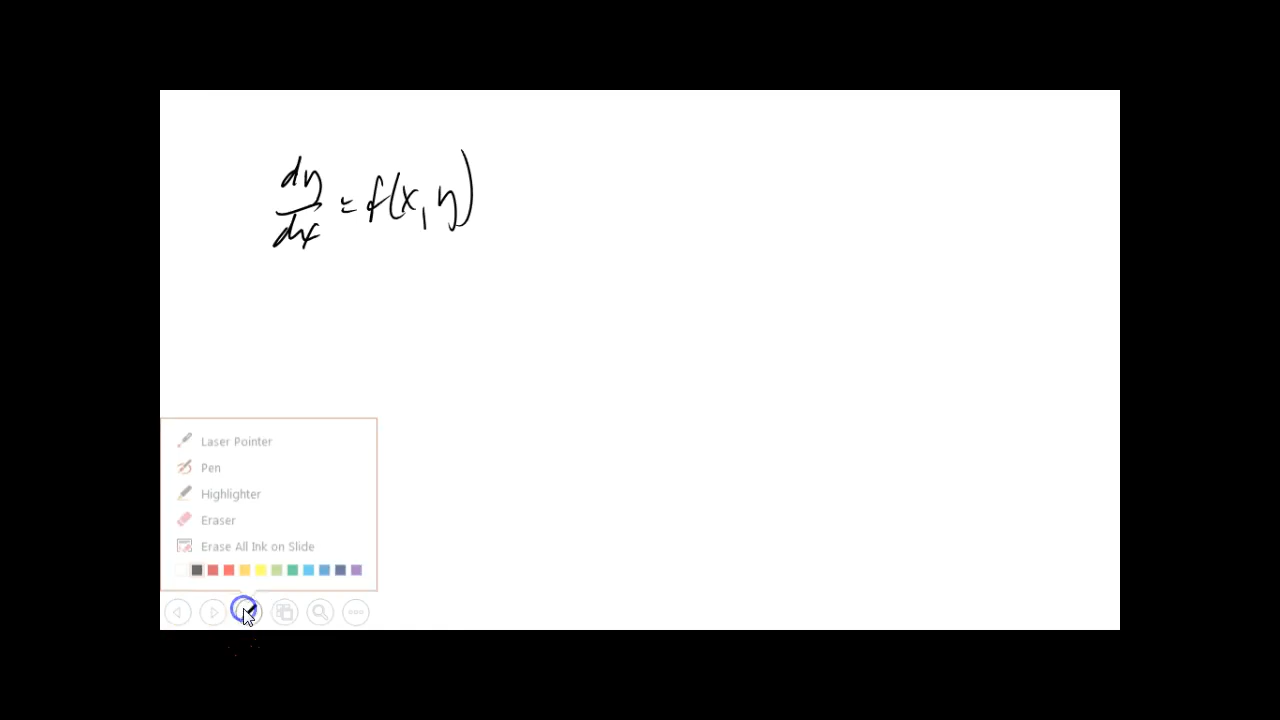 dy/dx = f(x, y)
Laser Pointer
Pen
Highlighter
Eraser
Erase All Ink on Slide